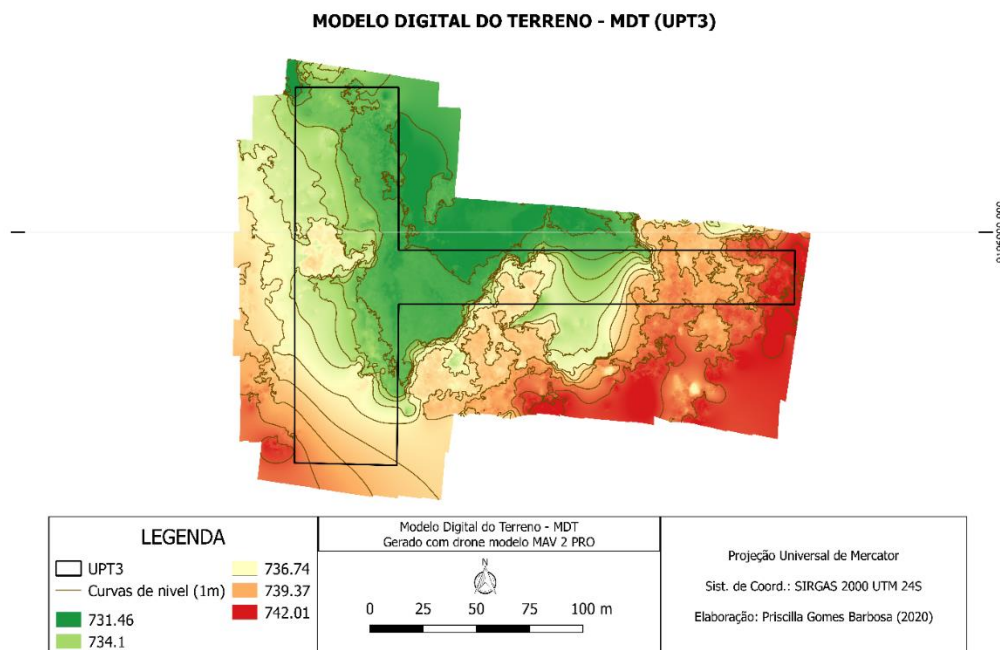 MODELO DIGITAL DO TERRENO - MDT (UPT3)
LEGENDA
UPT3
Curvas de nivel (1m)
731.46
734.1
736.74
739.37
742.01
Modelo Digital do Terreno - MDT
Gerado com drone modelo MAV 2 PRO
N
0 25 50 75 100 m
Projeção Universal de Mercator
Sist. de Coord.: SIRGAS 2000 UTM 24S
Elaboração: Priscilla Gomes Barbosa (2020)